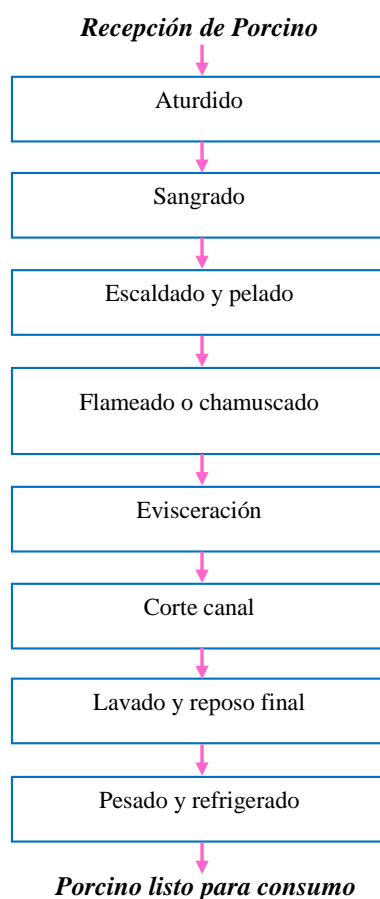 Recepción de Porcino
Aturdido
Sangrado
Escaldado y pelado
Flameado o chamuscado
Evisceración
Corte canal
Lavado y reposo final
Pesado y refrigerado
Porcino listo para consumo